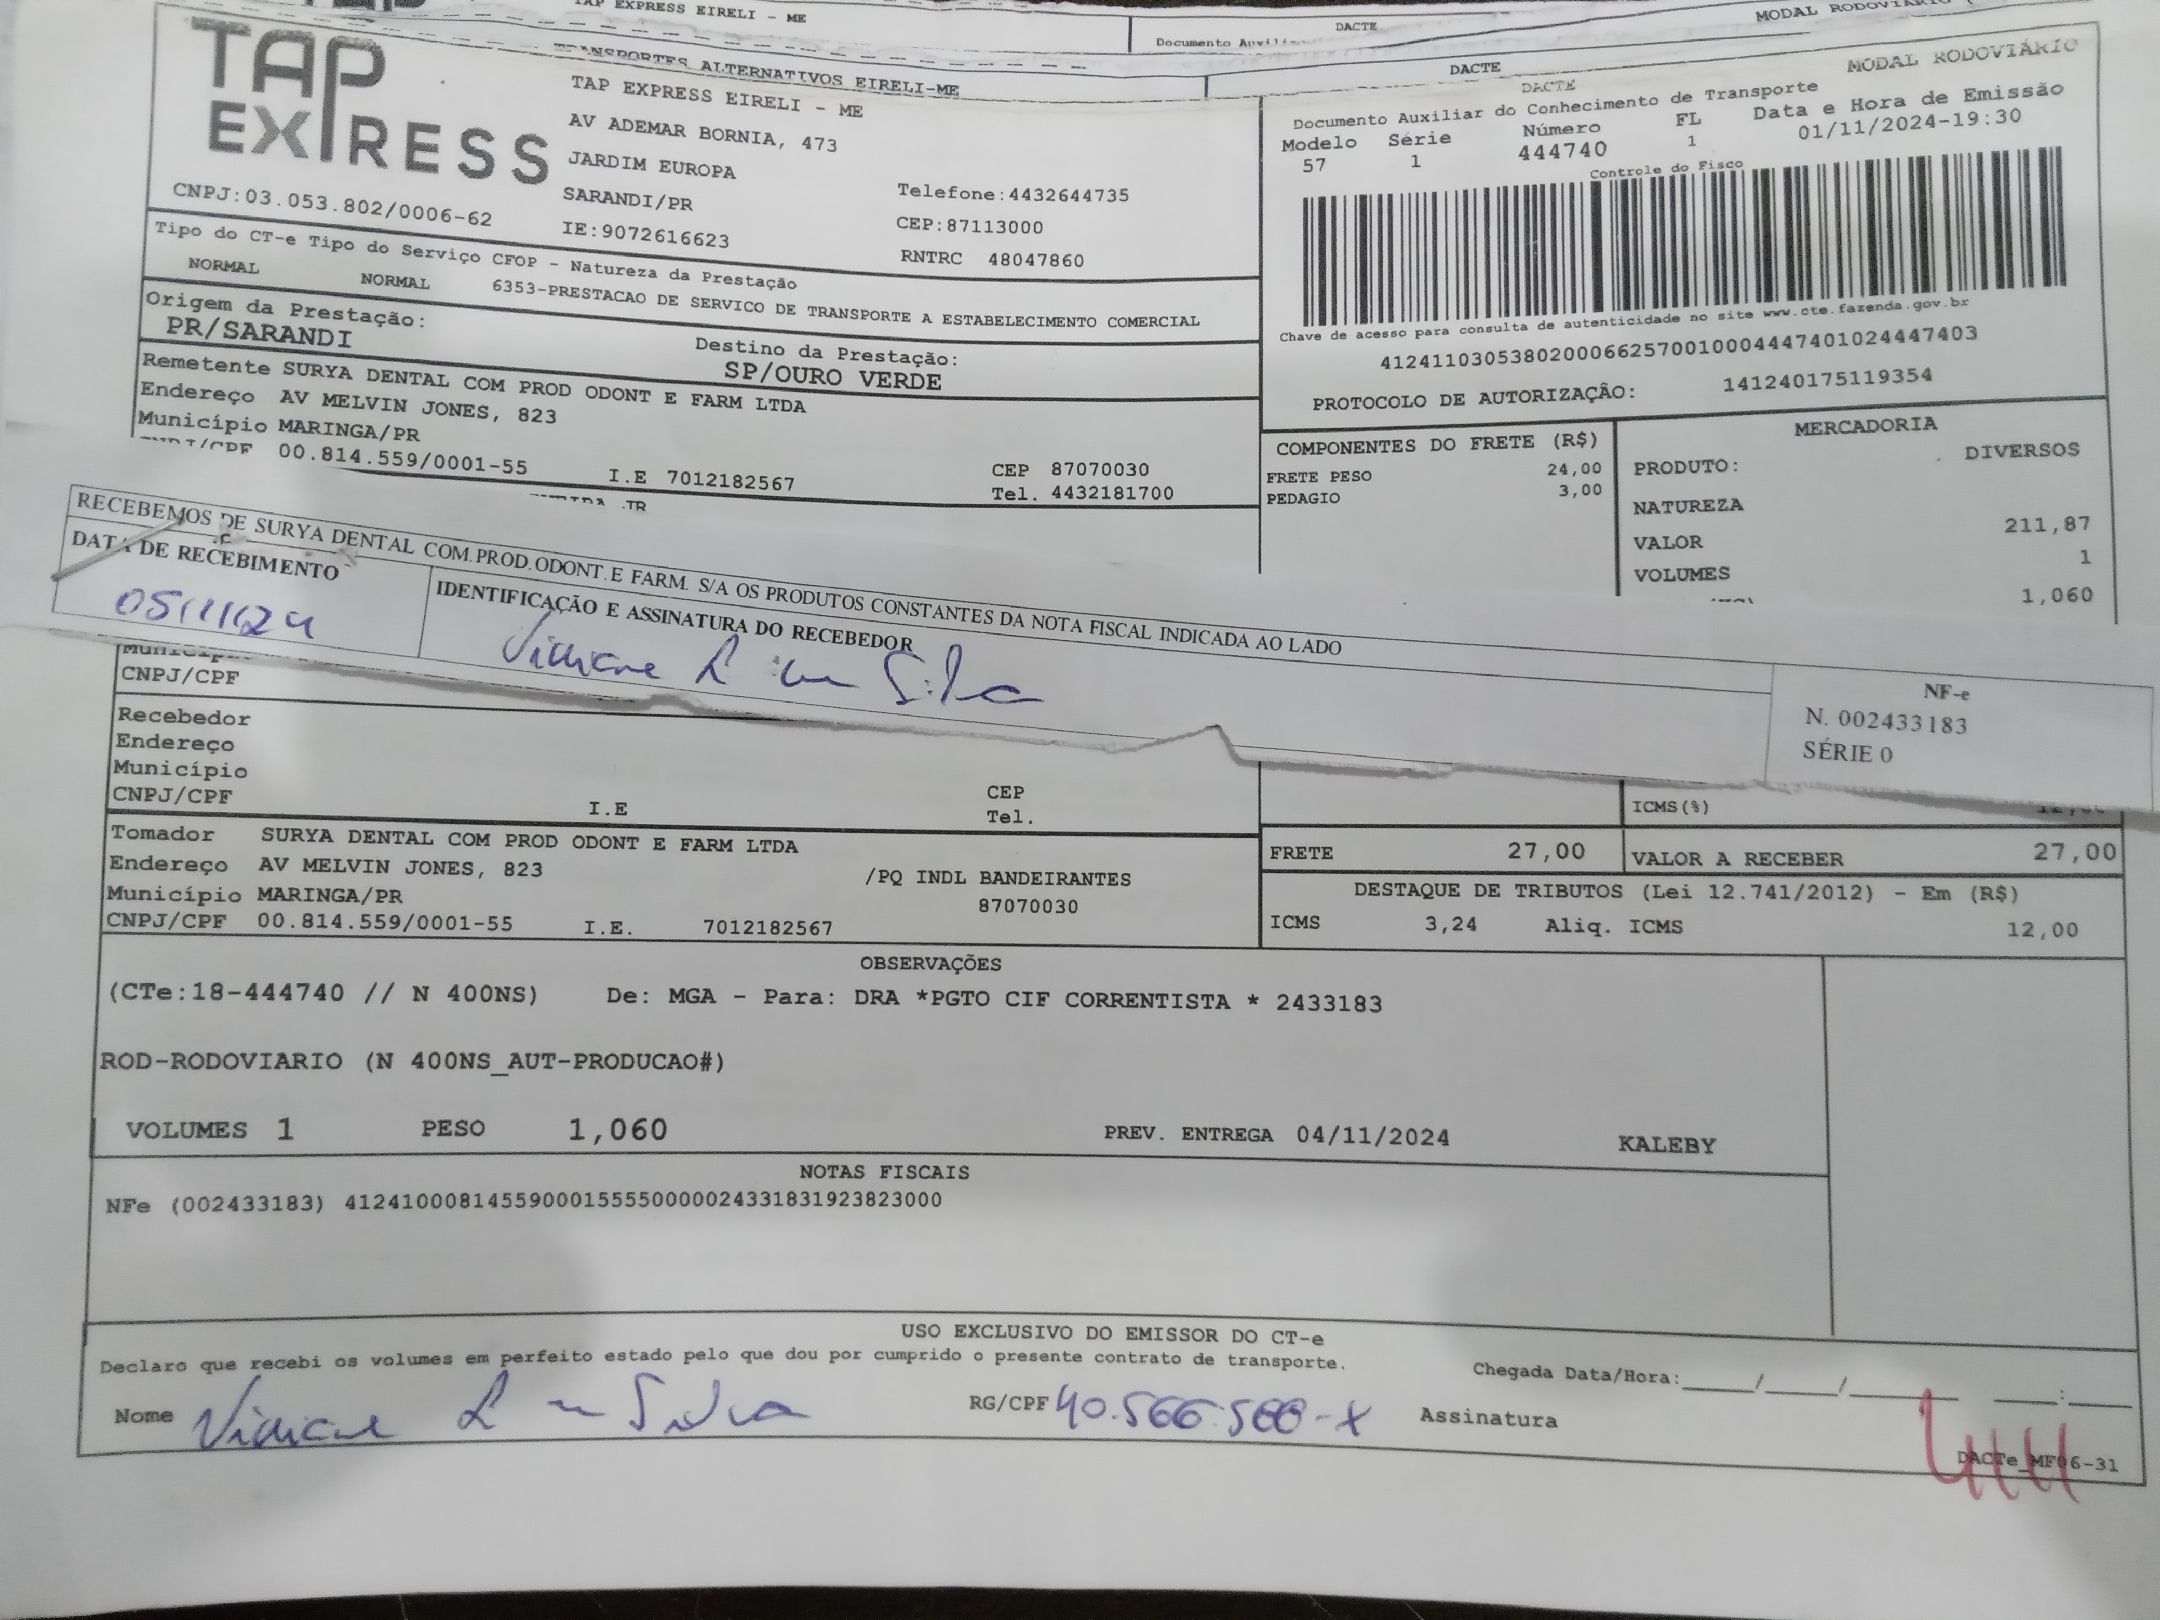 TAP EXPRESS EIRELI - ME
DACTE
MODAL RODOVIÁRIO
Documento
TRANSPORTES ALTERNATIVOS EIRELI-ME
DACTE
TAP
EXPRESS
CNPJ:03.053.802/0006-62
TAP EXPRESS EIRELI - ME
AV ADEMAR BORNIA, 473
JARDIM EUROPA
SARANDI/PR
IE:9072616623
Telefone:4432644735
CEP:87113000
RNTRC 48047860
DACTE
MODAL RODOVIÁRIO
Documento Auxiliar do Conhecimento de Transporte
Modelo Série Número FL Data e Hora de Emissão
57 1 444740 1 01/11/2024-19:30
Controle do Fisco
Chave de acesso para consulta de autenticidade no site www.cte.fazenda.gov.br
41241103053802000662570010004447401024447403
PROTOCOLO DE AUTORIZAÇÃO: 141240175119354
Tipo do CT-e Tipo do Serviço CFOP - Natureza da Prestação
NORMAL NORMAL 6353-PRESTACAO DE SERVICO DE TRANSPORTE A ESTABELECIMENTO COMERCIAL
Origem da Prestação:
PR/SARANDI
Destino da Prestação:
SP/OURO VERDE
Remetente SURYA DENTAL COM PROD ODONT E FARM LTDA
Endereço AV MELVIN JONES, 823
Município MARINGA/PR
CNPJ/CPF 00.814.559/0001-55 I.E 7012182567
CEP 87070030
Tel. 4432181700
COMPONENTES DO FRETE (R$)
FRETE PESO 24,00
PEDAGIO 3,00
MERCADORIA
PRODUTO: DIVERSOS
NATUREZA
VALOR 211,87
VOLUMES 1
1,060
RECEBEMOS DE SURYA DENTAL COM.PROD.ODONT.E FARM. S/A OS PRODUTOS CONSTANTES DA NOTA FISCAL INDICADA AO LADO
DATA DE RECEBIMENTO
05/11/24
IDENTIFICAÇÃO E ASSINATURA DO RECEBEDOR
Silva
NF-e
N. 002433183
SÉRIE 0
CNPJ/CPF
Recebedor
Endereço
Município
CNPJ/CPF I.E
CEP
Tel.
ICMS(%)
Tomador SURYA DENTAL COM PROD ODONT E FARM LTDA
Endereço AV MELVIN JONES, 823 /PQ INDL BANDEIRANTES
Município MARINGA/PR 87070030
CNPJ/CPF 00.814.559/0001-55 I.E. 7012182567
FRETE 27,00 VALOR A RECEBER 27,00
DESTAQUE DE TRIBUTOS (Lei 12.741/2012) - Em (R$)
ICMS 3,24 Aliq. ICMS 12,00
OBSERVAÇÕES
(CTe:18-444740 // N 400NS) De: MGA - Para: DRA *PGTO CIF CORRENTISTA * 2433183
ROD-RODOVIARIO (N 400NS_AUT-PRODUCAO#)
VOLUMES 1 PESO 1,060 PREV. ENTREGA 04/11/2024 KALEBY
NOTAS FISCAIS
NFe (002433183) 41241000814559000155550000024331831923823000
USO EXCLUSIVO DO EMISSOR DO CT-e
Declaro que recebi os volumes em perfeito estado pelo que dou por cumprido o presente contrato de transporte.
Chegada Data/Hora:____/____/____ ____:____
Nome Silva RG/CPF 40.566.560-X Assinatura
DACTe_MF06-31